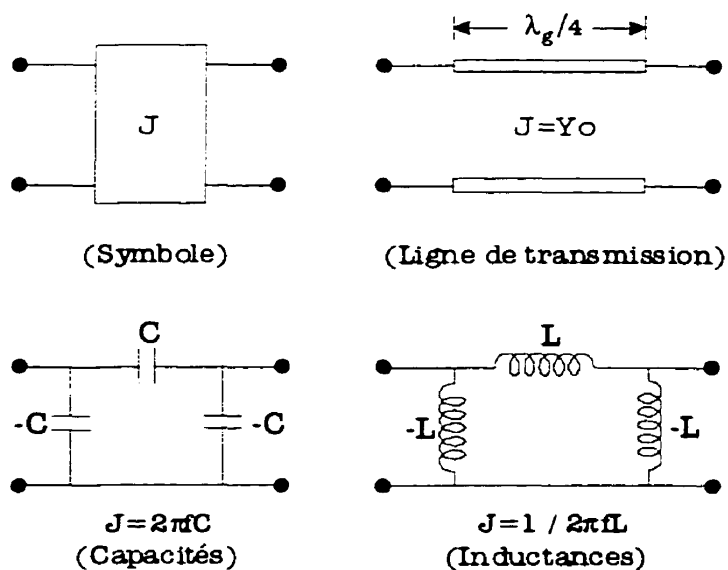 λg/4
J
J=Yo
(Symbole)
(Ligne de transmission)
C
L
-C
-C
-L
-L
J=2πfC
J=1 / 2πfL
(Capacités)
(Inductances)